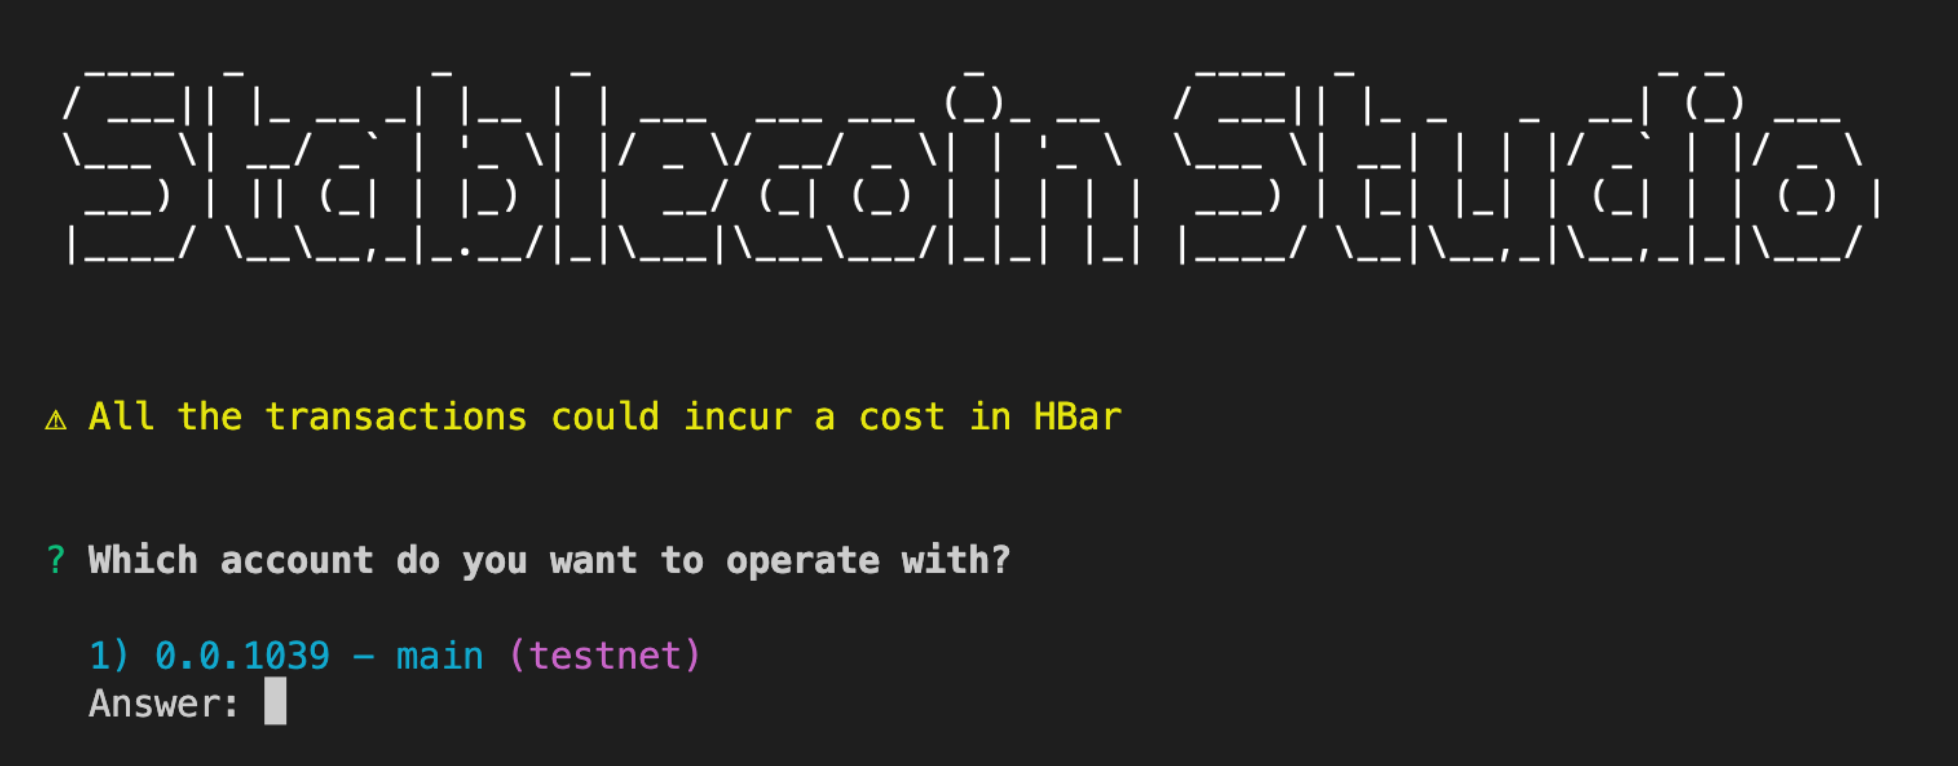 Stablecoin Studio
⚠ All the transactions could incur a cost in HBar
? Which account do you want to operate with?
1) 0.0.1039 – main (testnet)
Answer: